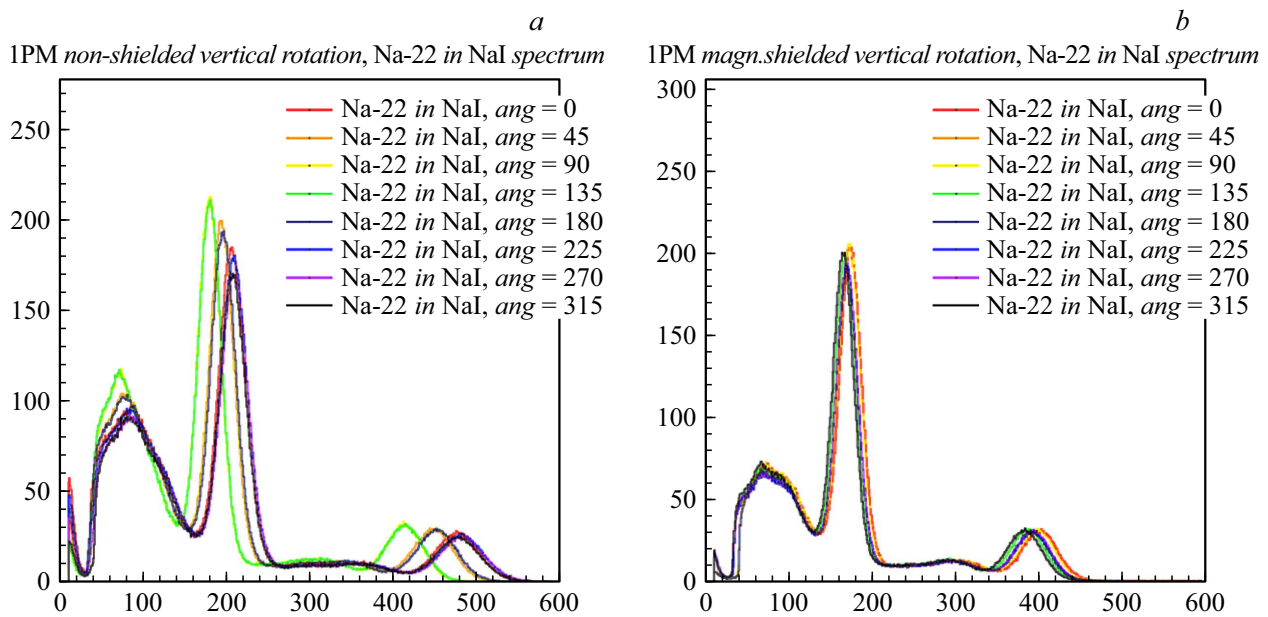 a
1PM non-shielded vertical rotation, Na-22 in NaI spectrum
250
200
150
100
50
0
Na-22 in NaI, ang = 0
Na-22 in NaI, ang = 45
Na-22 in NaI, ang = 90
Na-22 in NaI, ang = 135
Na-22 in NaI, ang = 180
Na-22 in NaI, ang = 225
Na-22 in NaI, ang = 270
Na-22 in NaI, ang = 315
0 100 200 300 400 500 600
b
1PM magn.shielded vertical rotation, Na-22 in NaI spectrum
300
250
200
150
100
50
0
Na-22 in NaI, ang = 0
Na-22 in NaI, ang = 45
Na-22 in NaI, ang = 90
Na-22 in NaI, ang = 135
Na-22 in NaI, ang = 180
Na-22 in NaI, ang = 225
Na-22 in NaI, ang = 270
Na-22 in NaI, ang = 315
0 100 200 300 400 500 600